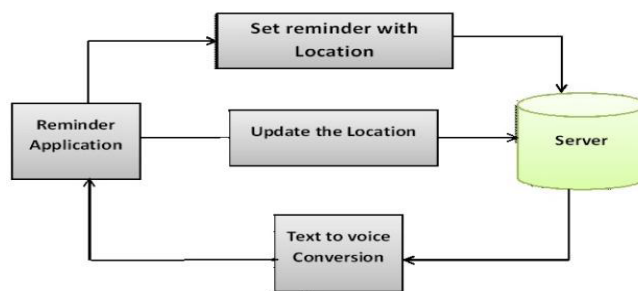 Set reminder with
Location
Reminder
Application
Update the Location
Server
Text to voice
Conversion